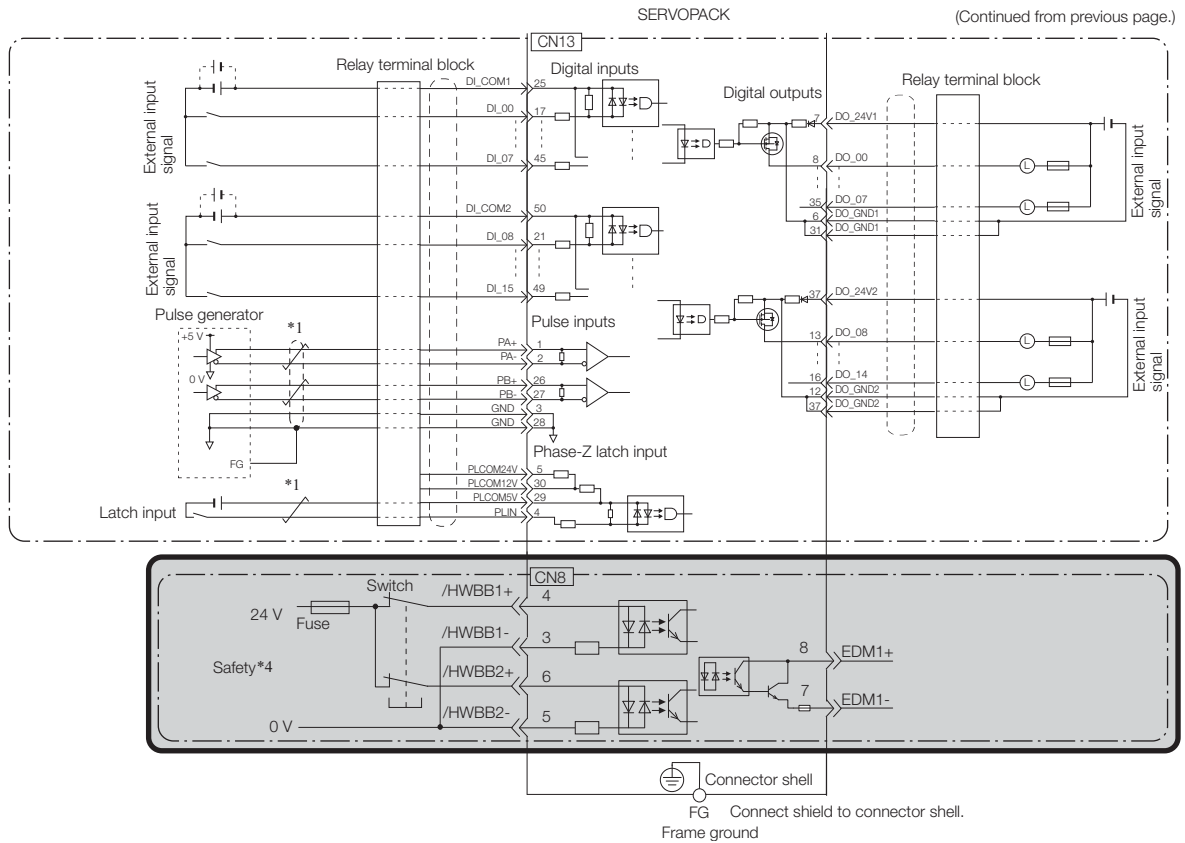 SERVOPACK
(Continued from previous page.)
CN13
Relay terminal block
Digital inputs
Digital outputs
Relay terminal block
External input
signal
DI_COM1
25
DI_00
17
DI_07
45
7
DO_24V1
8
DO_00
35
DO_07
6
DO_GND1
31
DO_GND1
L
L
External input
signal
External input
signal
DI_COM2
50
DI_08
21
DI_15
49
37
DO_24V2
13
DO_08
16
DO_14
12
DO_GND2
37
DO_GND2
L
L
External input
signal
Pulse generator
Pulse inputs
+5 V
0 V
FG
*1
PA+
1
PA-
2
PB+
26
PB-
27
GND
3
GND
28
Phase-Z latch input
PLCOM24V
5
PLCOM12V
30
PLCOM5V
29
PLIN
4
*1
Latch input
CN8
Switch
24 V
Fuse
Safety*4
0 V
/HWBB1+
4
/HWBB1-
3
/HWBB2+
6
/HWBB2-
5
8
EDM1+
7
EDM1-
Connector shell
FG
Connect shield to connector shell.
Frame ground